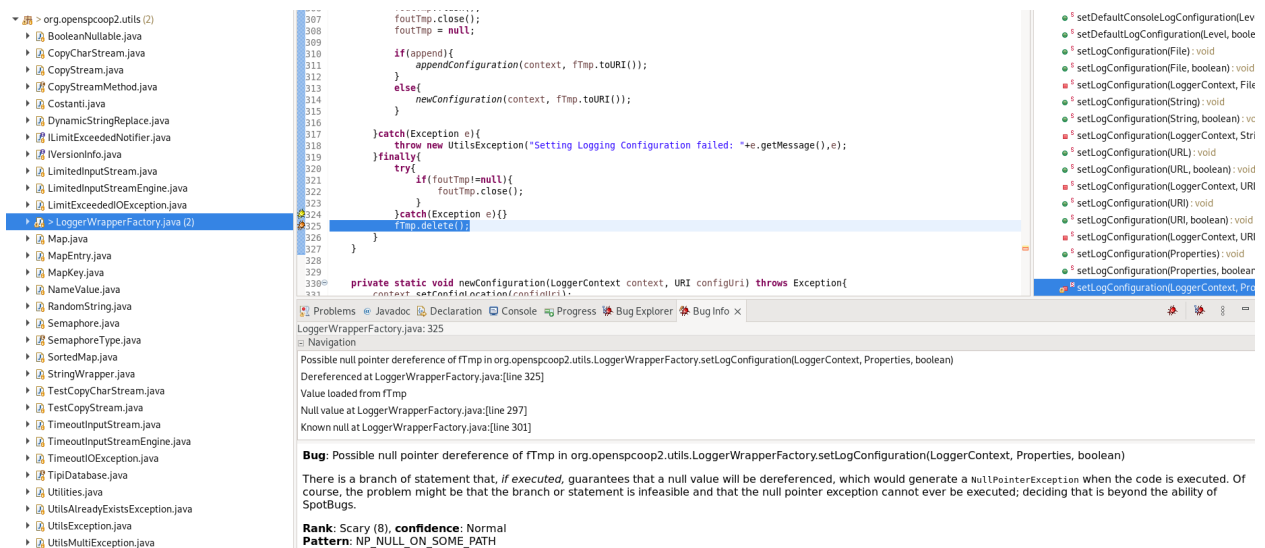 > org.openspcoop2.utils (2)
BooleanNullable.java
CopyCharStream.java
CopyStream.java
CopyStreamMethod.java
Costanti.java
DynamicStringReplace.java
ILimitExceededNotifier.java
IVersionInfo.java
LimitedInputStream.java
LimitedInputStreamEngine.java
LimitExceededIOException.java
> LoggerWrapperFactory.java (2)
Map.java
MapEntry.java
MapKey.java
NameValue.java
RandomString.java
Semaphore.java
SemaphoreType.java
SortedMap.java
StringWrapper.java
TestCopyCharStream.java
TestCopyStream.java
TimeoutInputStream.java
TimeoutInputStreamEngine.java
TimeoutIOException.java
TipiDatabase.java
Utilities.java
UtilsAlreadyExistsException.java
UtilsException.java
UtilsMultiException.java
307 foutTmp.close();
308 foutTmp = null;
309
310 if(append){
311 appendConfiguration(context, fTmp.toURI());
312 }
313 else{
314 newConfiguration(context, fTmp.toURI());
315 }
316
317 }catch(Exception e){
318 throw new UtilsException("Setting Logging Configuration failed: "+e.getMessage(),e);
319 }finally{
320 try{
321 if(foutTmp!=null){
322 foutTmp.close();
323 }
324 }catch(Exception e){}
325 fTmp.delete();
326 }
327 }
328
329
330 private static void newConfiguration(LoggerContext context, URI configUri) throws Exception{
331 context.setConfigLocation(configUri);
setDefaultConsoleLogConfiguration(Lev
setDefaultLogConfiguration(Level, boole
setLogConfiguration(File) : void
setLogConfiguration(File, boolean) : void
setLogConfiguration(LoggerContext, File
setLogConfiguration(String) : void
setLogConfiguration(String, boolean) : vo
setLogConfiguration(LoggerContext, Stri
setLogConfiguration(URL) : void
setLogConfiguration(URL, boolean) : void
setLogConfiguration(LoggerContext, URL
setLogConfiguration(URI) : void
setLogConfiguration(URI, boolean) : void
setLogConfiguration(LoggerContext, URI
setLogConfiguration(Properties) : void
setLogConfiguration(Properties, boolean
setLogConfiguration(LoggerContext, Pro
Problems Javadoc Declaration Console Progress Bug Explorer Bug Info
LoggerWrapperFactory.java: 325
Navigation
Possible null pointer dereference of fTmp in org.openspcoop2.utils.LoggerWrapperFactory.setLogConfiguration(LoggerContext, Properties, boolean)
Dereferenced at LoggerWrapperFactory.java:[line 325]
Value loaded from fTmp
Null value at LoggerWrapperFactory.java:[line 297]
Known null at LoggerWrapperFactory.java:[line 301]
Bug: Possible null pointer dereference of fTmp in org.openspcoop2.utils.LoggerWrapperFactory.setLogConfiguration(LoggerContext, Properties, boolean)
There is a branch of statement that, if executed, guarantees that a null value will be dereferenced, which would generate a NullPointerException when the code is executed. Of
course, the problem might be that the branch or statement is infeasible and that the null pointer exception cannot ever be executed; deciding that is beyond the ability of
SpotBugs.
Rank: Scary (8), confidence: Normal
Pattern: NP_NULL_ON_SOME_PATH